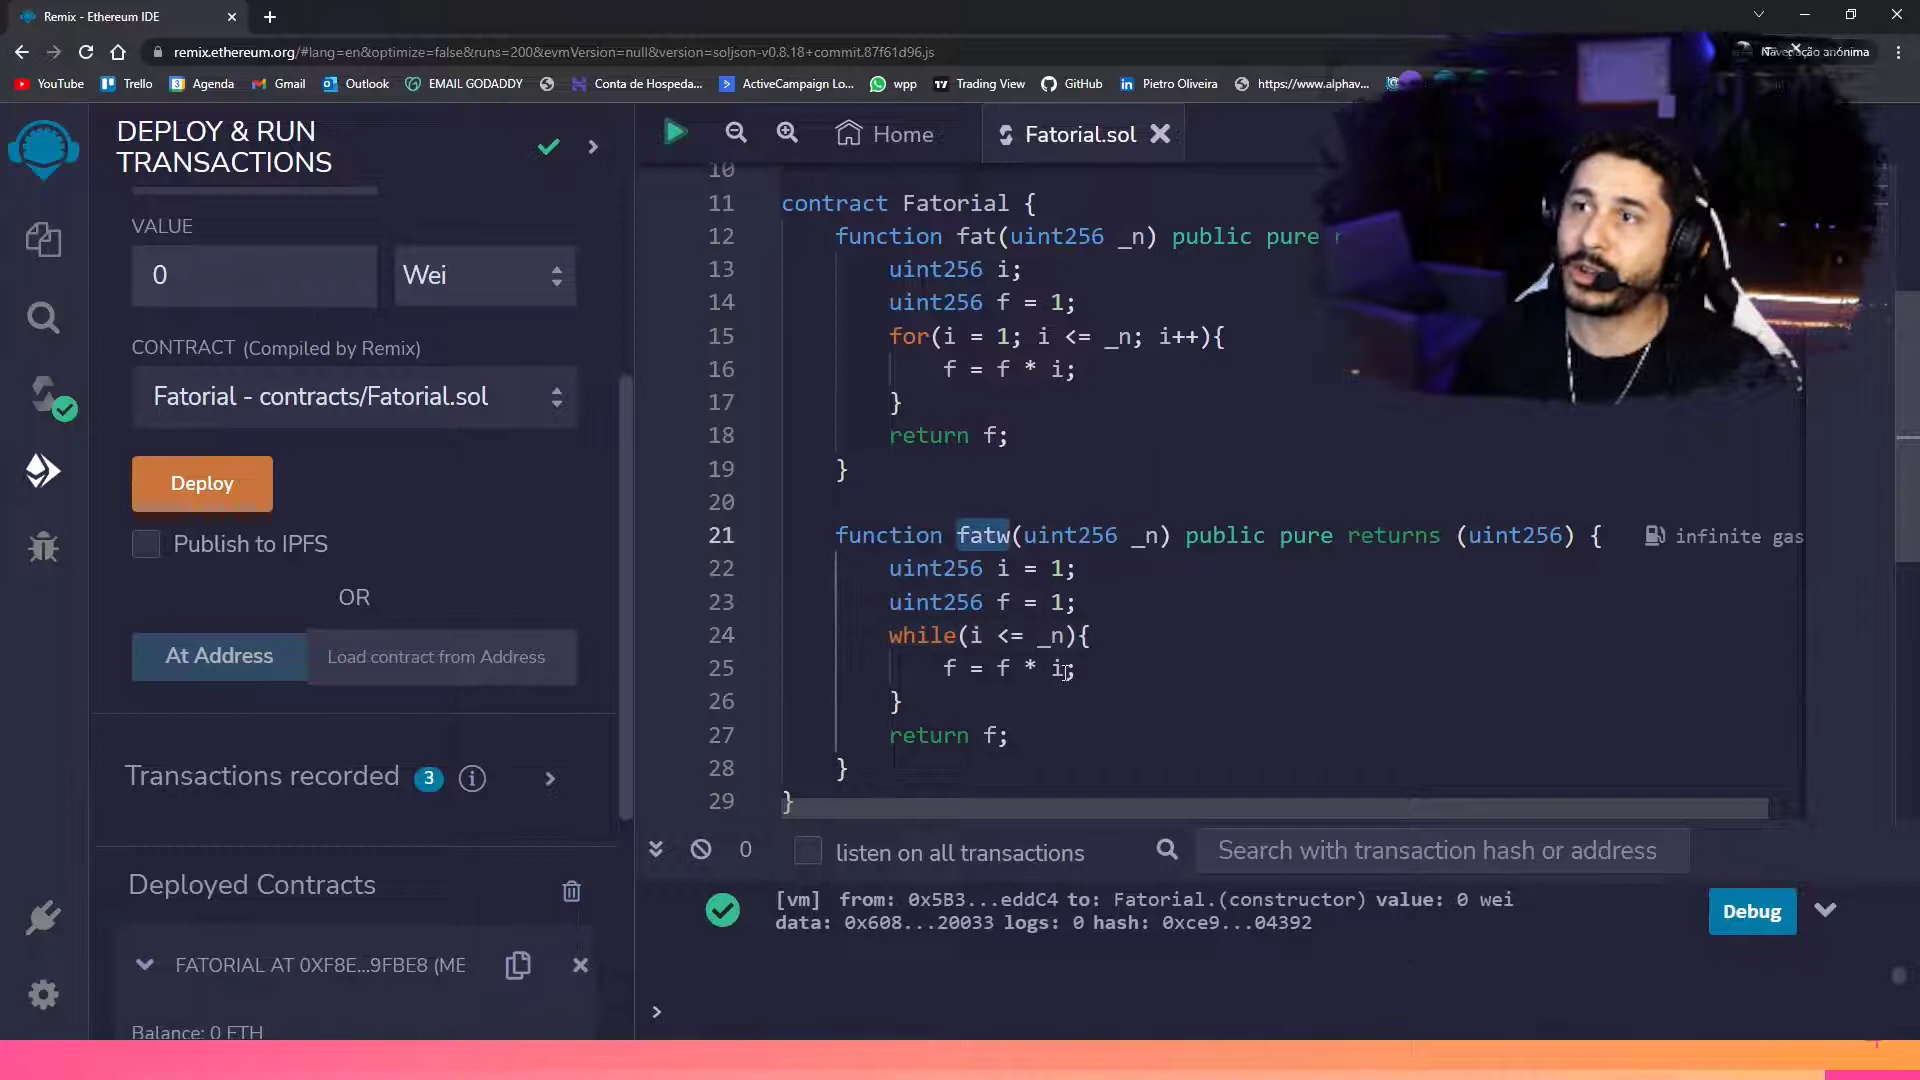 Remix - Ethereum IDE
remix.ethereum.org/#lang=en&optimize=false&runs=200&evmVersion=null&version=soljson-v0.8.18+commit.87f61d96.js
Navegação anónima
YouTube Trello Agenda Gmail Outlook EMAIL GODADDY Conta de Hospeda... ActiveCampaign Lo... wpp Trading View GitHub Pietro Oliveira https://www.alphav...
DEPLOY & RUN
TRANSACTIONS
VALUE
0 Wei
CONTRACT (Compiled by Remix)
Fatorial - contracts/Fatorial.sol
Deploy
Publish to IPFS
OR
At Address Load contract from Address
Transactions recorded 3 i
Deployed Contracts
FATORIAL AT 0XF8E...9FBE8 (ME
Balance: 0 ETH
Home Fatorial.sol
10
11 contract Fatorial {
12 function fat(uint256 _n) public pure r
13 uint256 i;
14 uint256 f = 1;
15 for(i = 1; i <= _n; i++){
16 f = f * i;
17 }
18 return f;
19 }
20
21 function fatw(uint256 _n) public pure returns (uint256) { infinite gas
22 uint256 i = 1;
23 uint256 f = 1;
24 while(i <= _n){
25 f = f * i;
26 }
27 return f;
28 }
29 }
0 listen on all transactions Search with transaction hash or address
[vm] from: 0x5B3...eddC4 to: Fatorial.(constructor) value: 0 wei
data: 0x608...20033 logs: 0 hash: 0xce9...04392
Debug
>